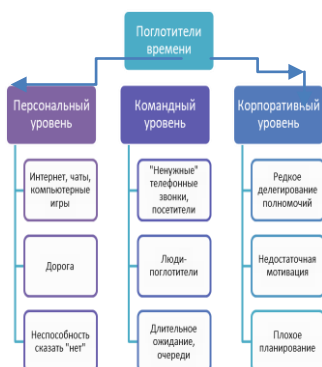 Поглотители
времени
Персональный
уровень
Командный
уровень
Корпоративный
уровень
Интернет, чаты,
компьютерные
игры
"Ненужные"
телефонные
звонки,
посетители
Редкое
делегирование
полномочий
Дорога
Люди-
поглотители
Недостаточная
мотивация
Неспособность
сказать "нет"
Длительное
ожидание,
очереди
Плохое
планирование